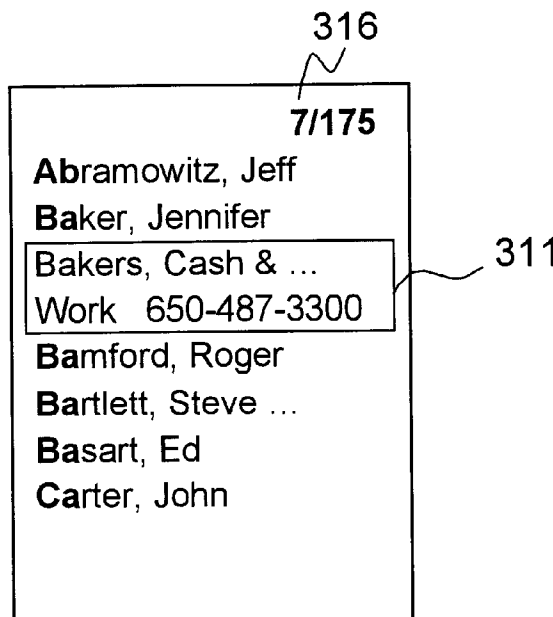 316
7/175
Abramowitz, Jeff
Baker, Jennifer
Bakers, Cash & ...
311
Work 650-487-3300
Bamford, Roger
Bartlett, Steve ...
Basart, Ed
Carter, John